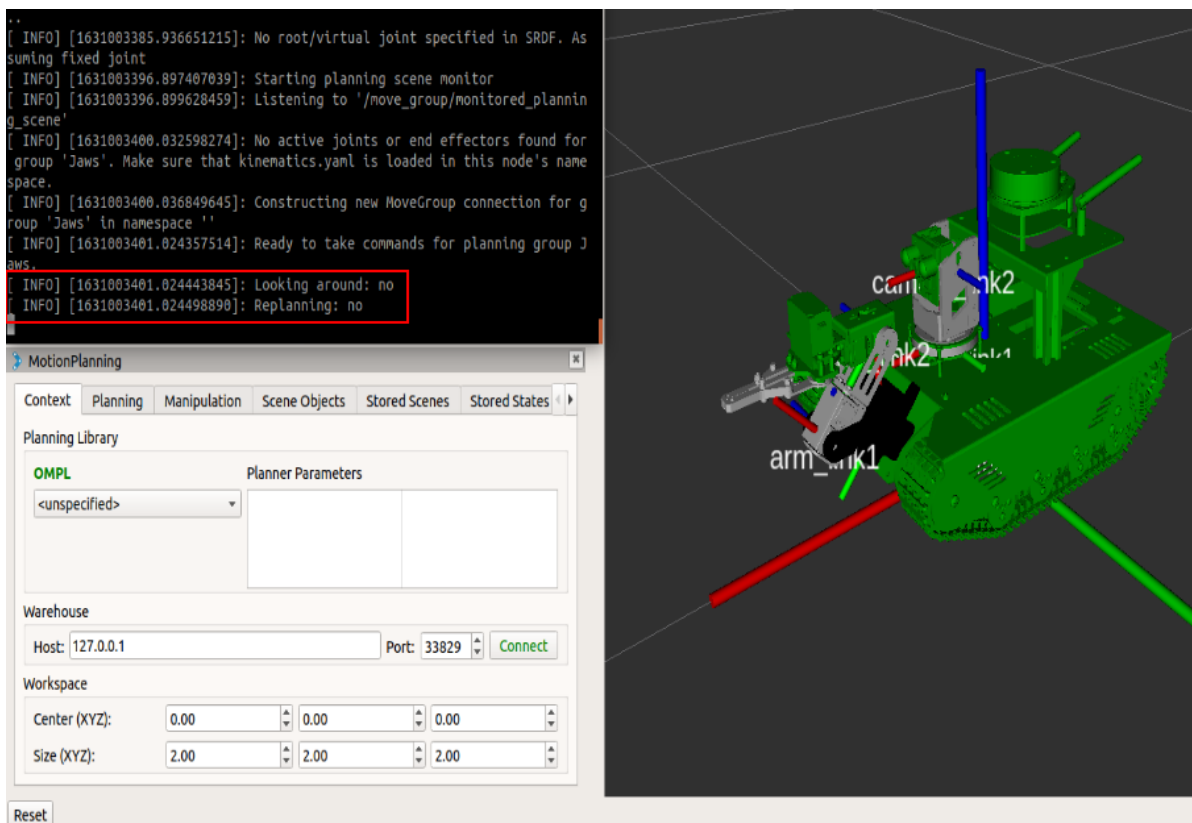 ..
[ INFO] [1631003385.936651215]: No root/virtual joint specified in SRDF. As
suming fixed joint
[ INFO] [1631003396.897407039]: Starting planning scene monitor
[ INFO] [1631003396.899628459]: Listening to '/move_group/monitored_plannin
g_scene'
[ INFO] [1631003400.032598274]: No active joints or end effectors found for
 group 'Jaws'. Make sure that kinematics.yaml is loaded in this node's name
space.
[ INFO] [1631003400.036849645]: Constructing new MoveGroup connection for g
roup 'Jaws' in namespace ''
[ INFO] [1631003401.024357514]: Ready to take commands for planning group J
aws.
[ INFO] [1631003401.024443845]: Looking around: no
[ INFO] [1631003401.024498890]: Replanning: no
MotionPlanning
Context Planning Manipulation Scene Objects Stored Scenes Stored States
Planning Library
OMPL Planner Parameters
<unspecified>
Warehouse
Host: 127.0.0.1 Port: 33829 Connect
Workspace
Center (XYZ): 0.00 0.00 0.00
Size (XYZ): 2.00 2.00 2.00
Reset
arm_link1